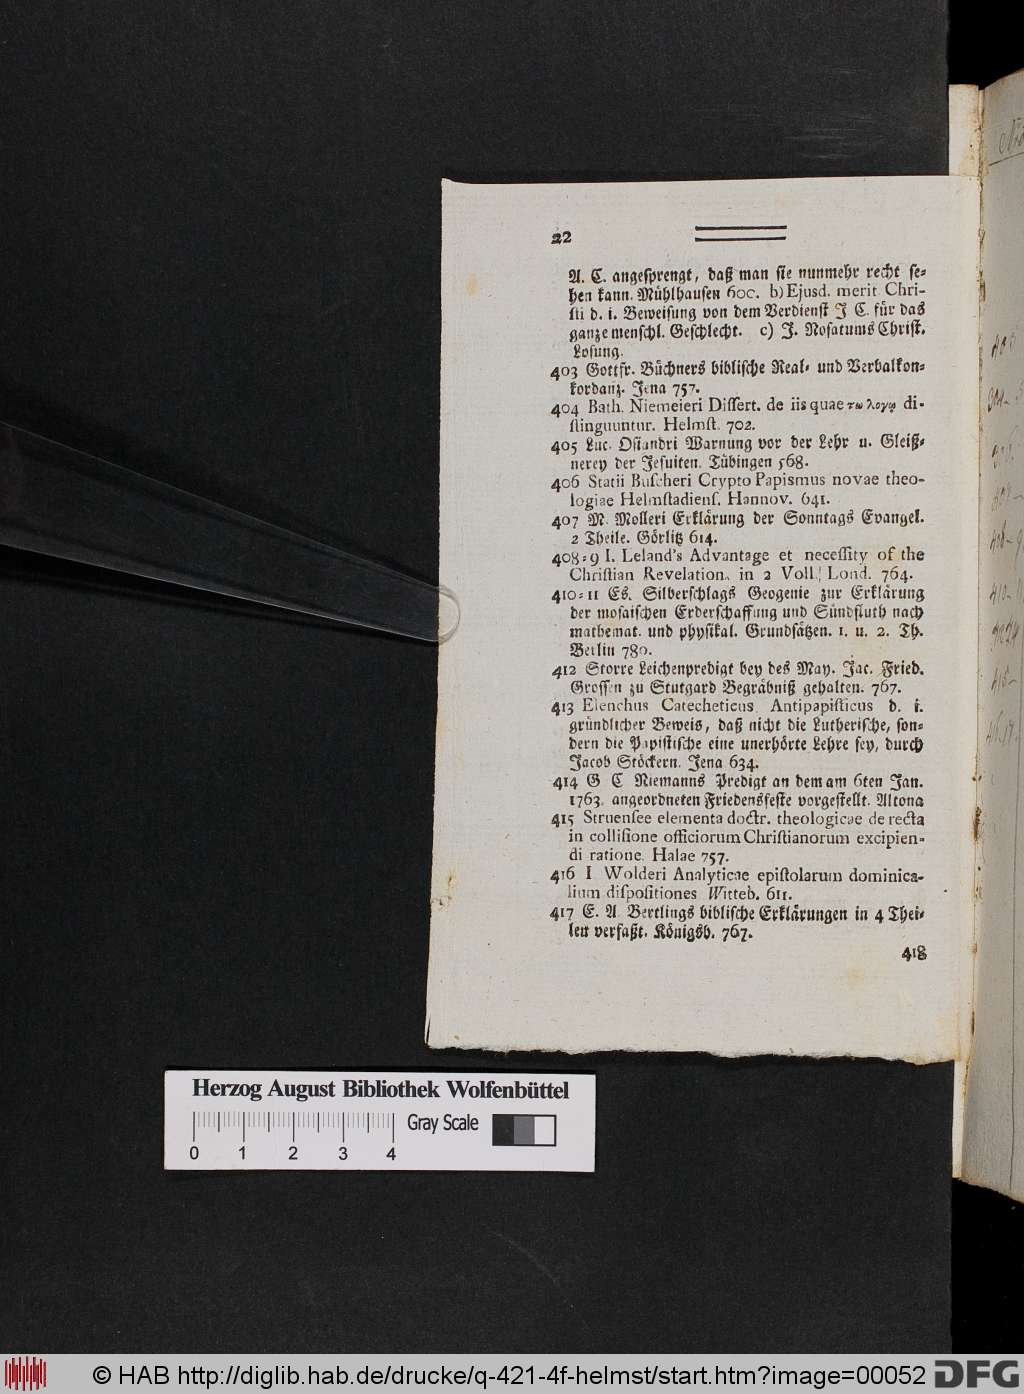 22
A. C. angesprengt, daß man sie nunmehr recht se-
hen kann. Mühlhausen 600. b) Ejusd. merit Chri-
sti d. i. Beweisung von dem Verdienst J C. für das
ganze menschl. Geschlecht. c) J. Nosatums Christ.
Losung.
403 Gottfr. Büchners biblische Real- und Verbalkon-
kordanz. Jena 757.
404 Bath. Niemeieri Dissert. de iis quae τω λογω di-
stinguuntur. Helmst. 702.
405 Luc. Osiandri Warnung vor der Lehr u. Gleiß-
nerey der Jesuiten. Tübingen 568.
406 Statii Buscheri Crypto Papismus novae theo-
logiae Helmstadiens. Hannov. 641.
407 M. Molleri Erklärung der Sonntags Evangel.
2 Theile. Görlitz 614.
408-9 I. Leland's Advantage et necessity of the
Christian Revelation. in 2 Voll. Lond. 764.
410-11 Es. Silberschlags Geogenie zur Erklärung
der mosaischen Erderschaffung und Sündfluth nach
mathemat. und physikal. Grundsätzen. 1. u. 2. Th.
Berlin 780.
412 Storre Leichenpredigt bey des May. Jac. Fried.
Grossen zu Stutgard Begräbniß gehalten. 767.
413 Elenchus Catecheticus Antipapisticus d. i.
gründlicher Beweis, daß nicht die Lutherische, son-
dern die Papistische eine unerhörte Lehre sey, durch
Jacob Stöckern. Jena 634.
414 G C Niemanns Predigt an dem am 6ten Jan.
1763. angeordneten Friedensfeste vorgestellt. Altona
415 Struensee elementa doctr. theologicae de recta
in collisione officiorum Christianorum excipien-
di ratione. Halae 757.
416 I Wolderi Analyticae epistolarum dominica-
lium dispositiones Witteb. 611.
417 E. A Bertlings biblische Erklärungen in 4 Thei-
len verfaßt. Königsb. 767.
418
Herzog August Bibliothek Wolfenbüttel
Gray Scale
0 1 2 3 4
© HAB http://diglib.hab.de/drucke/q-421-4f-helmst/start.htm?image=00052
DFG